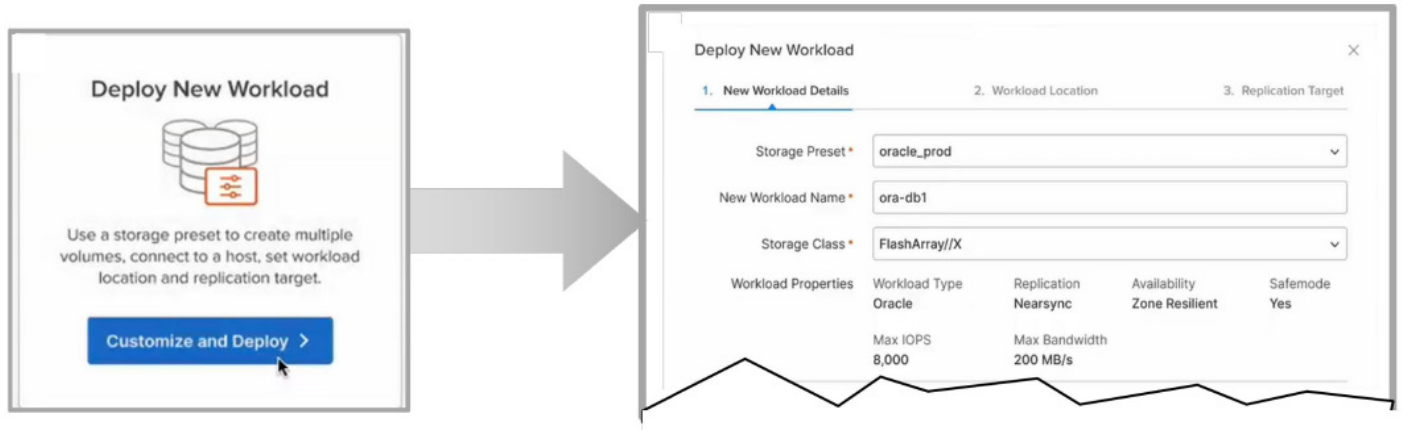 Deploy New Workload
Use a storage preset to create multiple
volumes, connect to a host, set workload
location and replication target.
Customize and Deploy
Deploy New Workload
1. New Workload Details
2. Workload Location
3. Replication Target
Storage Preset• oracle_prod
New Workload Name• ora-db1
Storage Class• FlashArray//X
Workload Properties
Workload Type Replication Availability Safemode
Oracle Nearsync Zone Resilient Yes
Max IOPS Max Bandwidth
8,000 200 MB/s